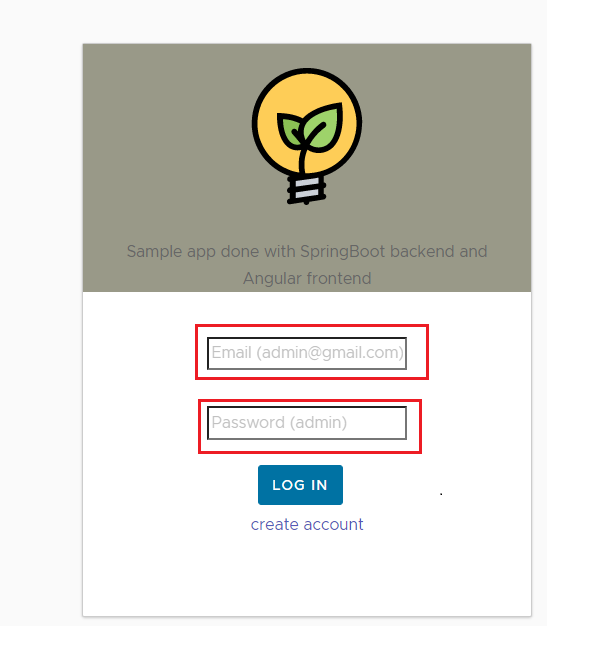 Sample app done with SpringBoot backend and
Angular frontend
Email (admin@gmail.com)
Password (admin)
LOG IN
.
create account